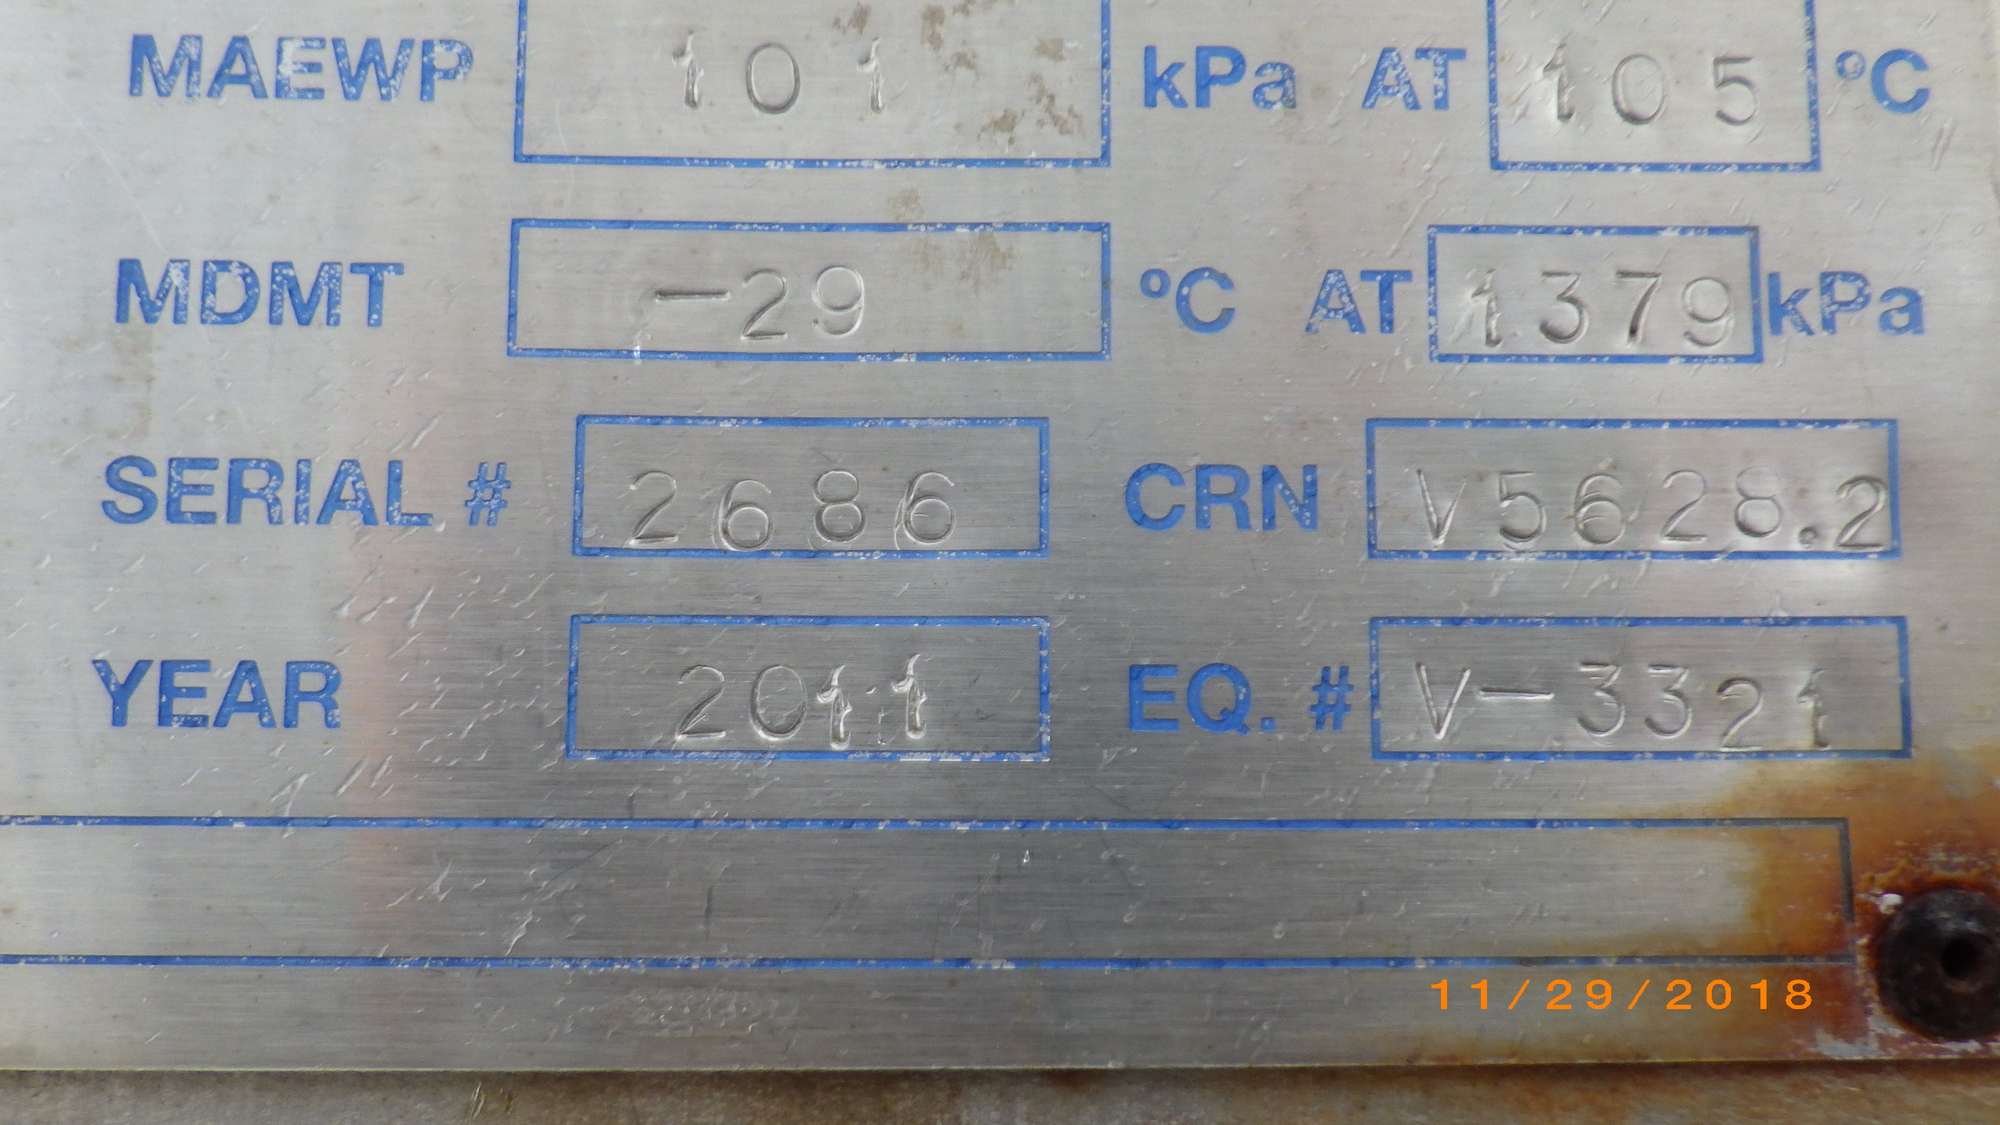 MAEWP 101 kPa AT 105 °C
MDMT -29 °C AT 1379 kPa
SERIAL # 2686 CRN V5628.2
YEAR 2011 EQ. # V-3321
11/29/2018